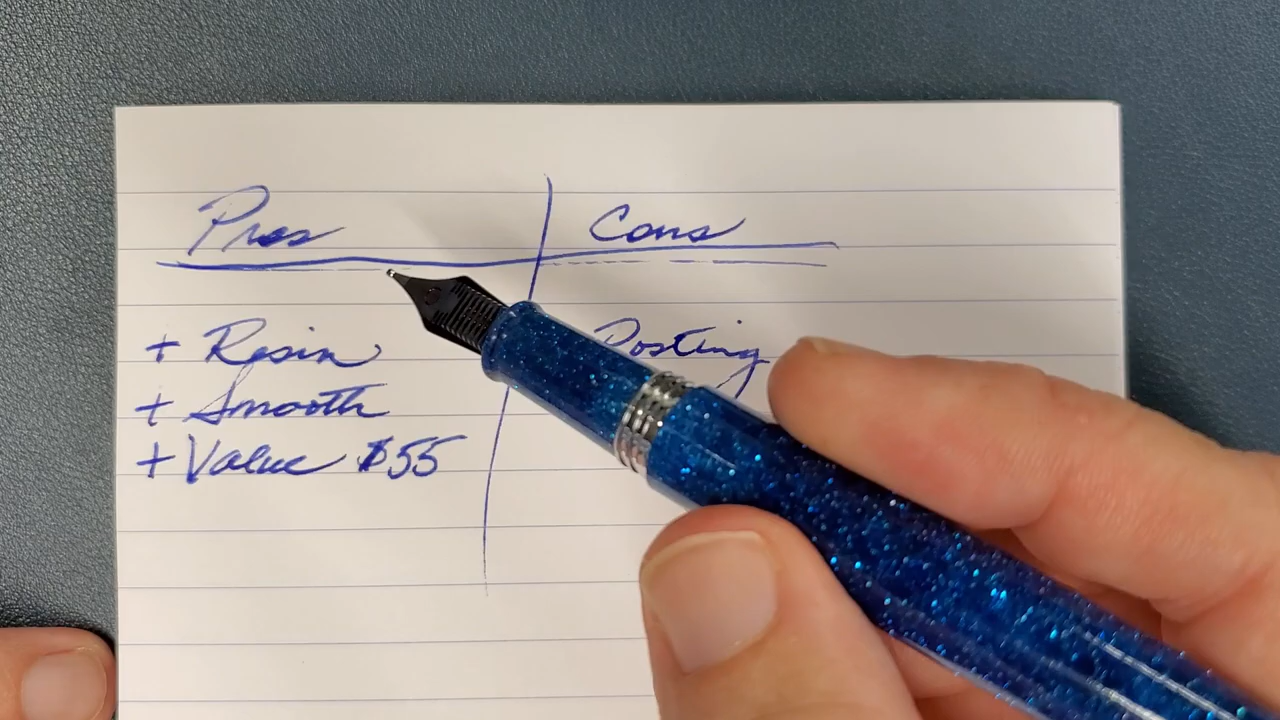 Pros Cons
+ Resin Posting
+ Smooth
+ Value $55